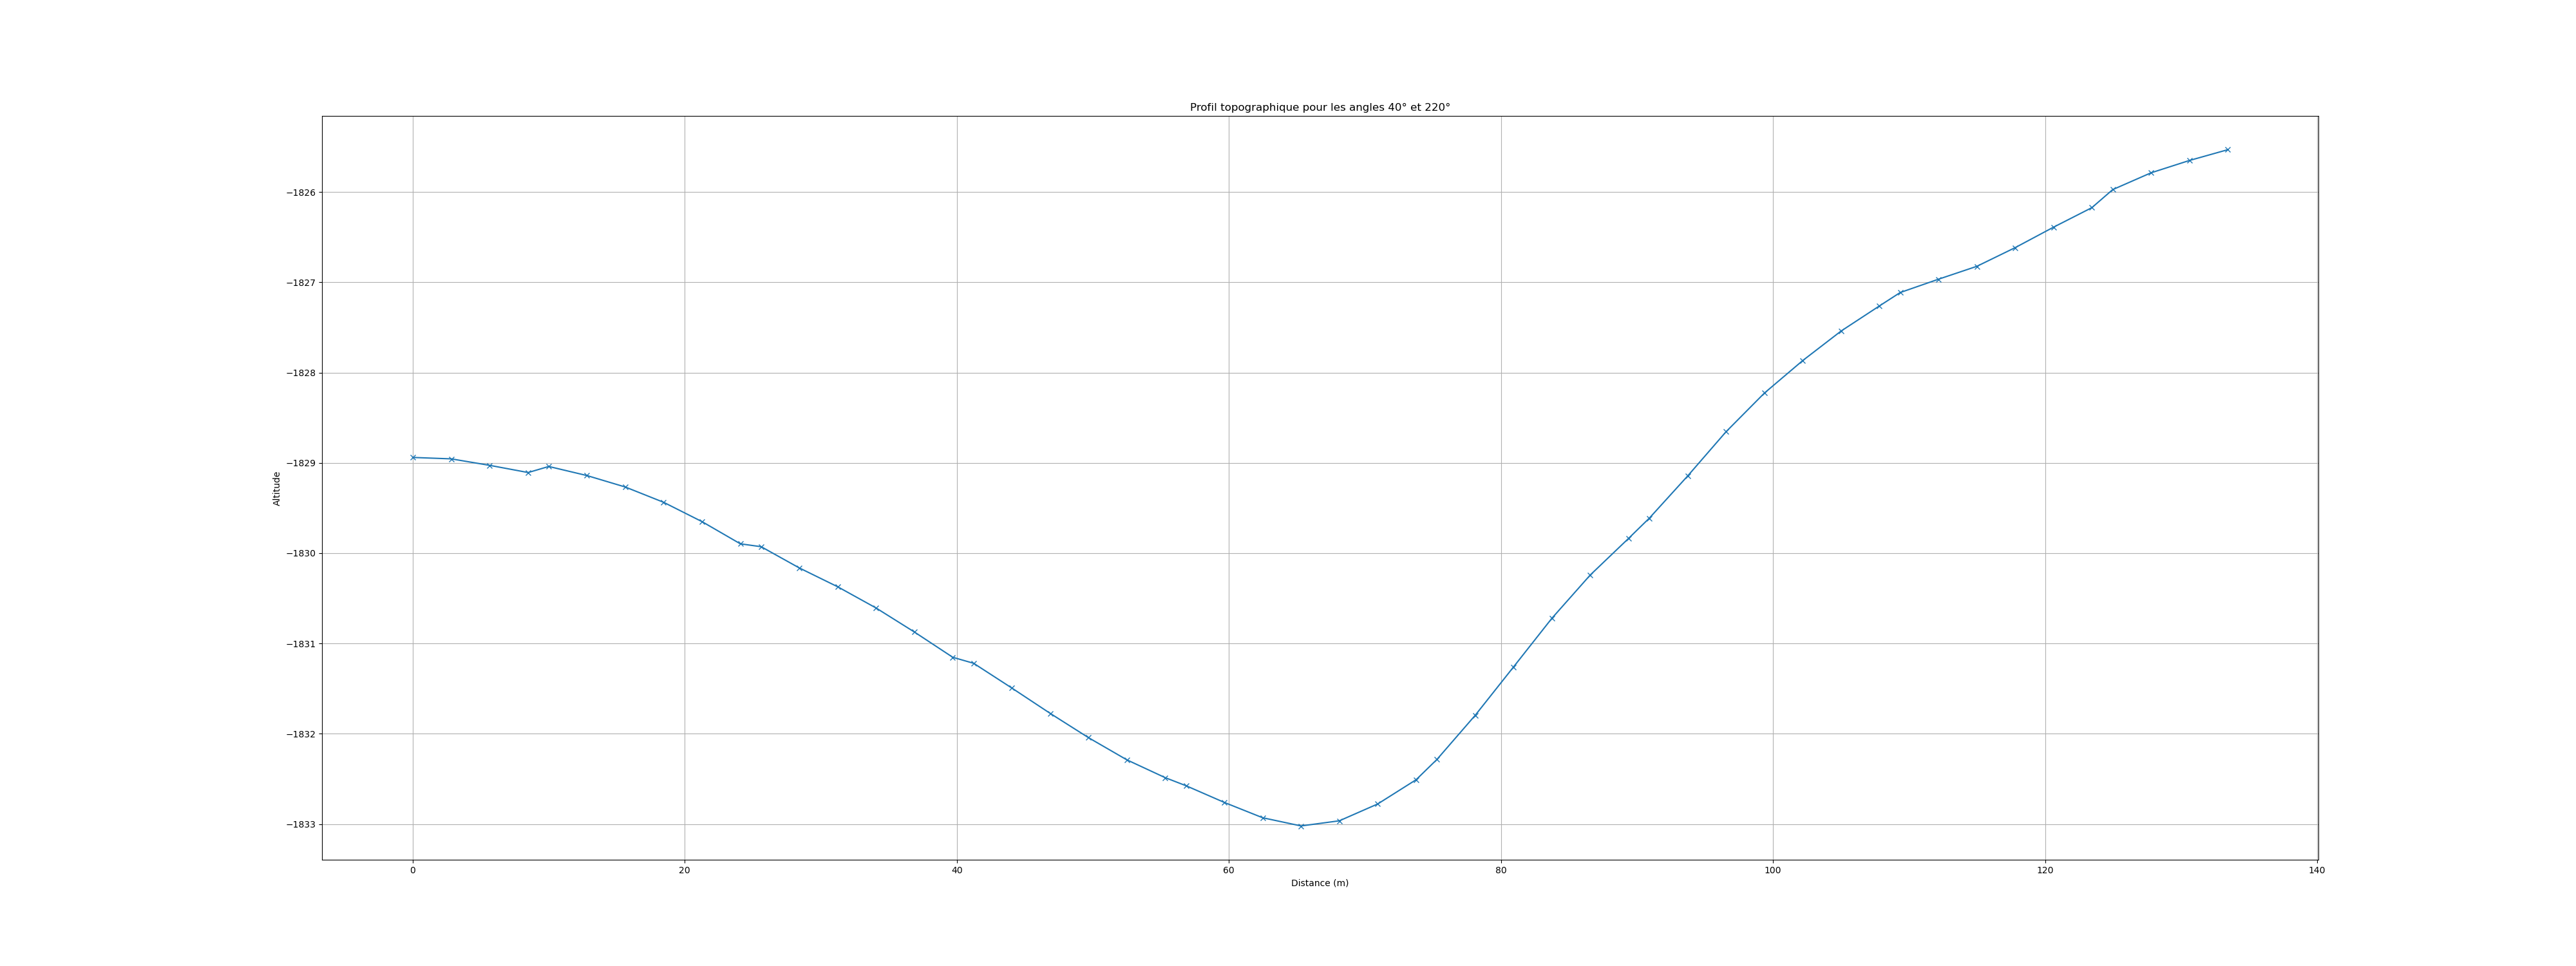 Profil topographique pour les angles 40° et 220°
Altitude
−1826
−1827
−1828
−1829
−1830
−1831
−1832
−1833
0 20 40 60 80 100 120 140
Distance (m)